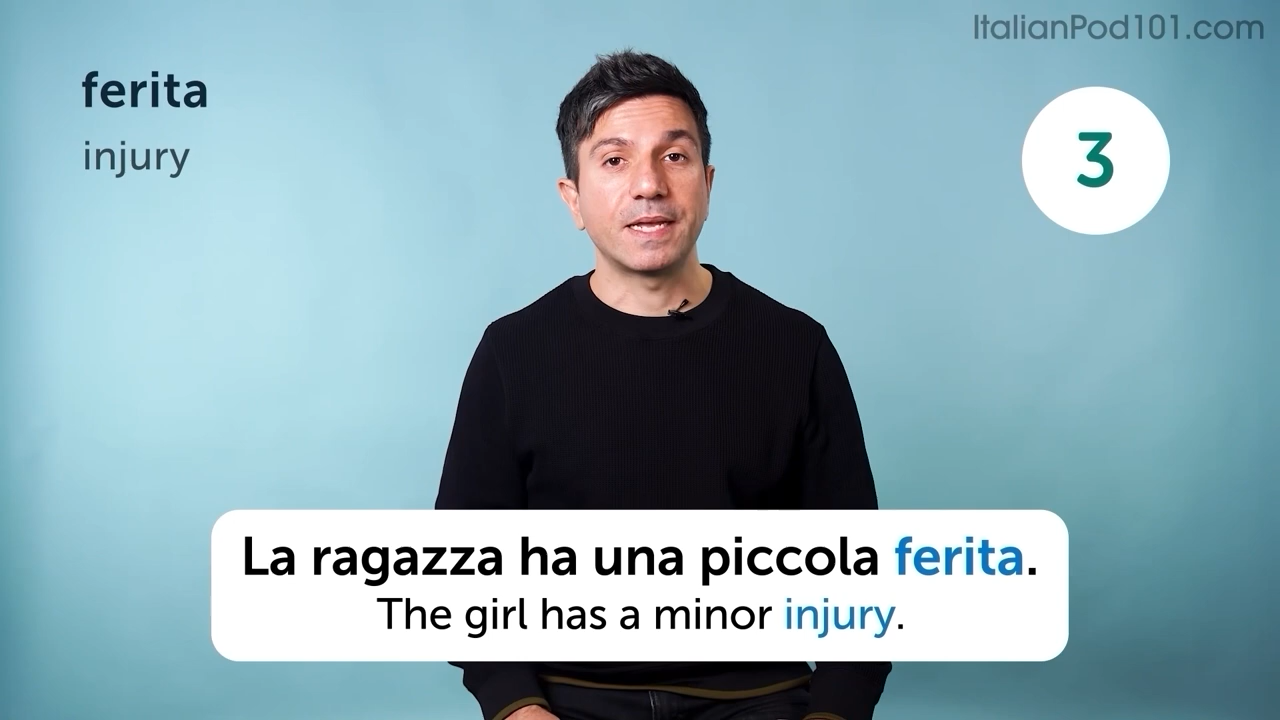 ItalianPod101.com
ferita
injury
3
La ragazza ha una piccola ferita.
The girl has a minor injury.